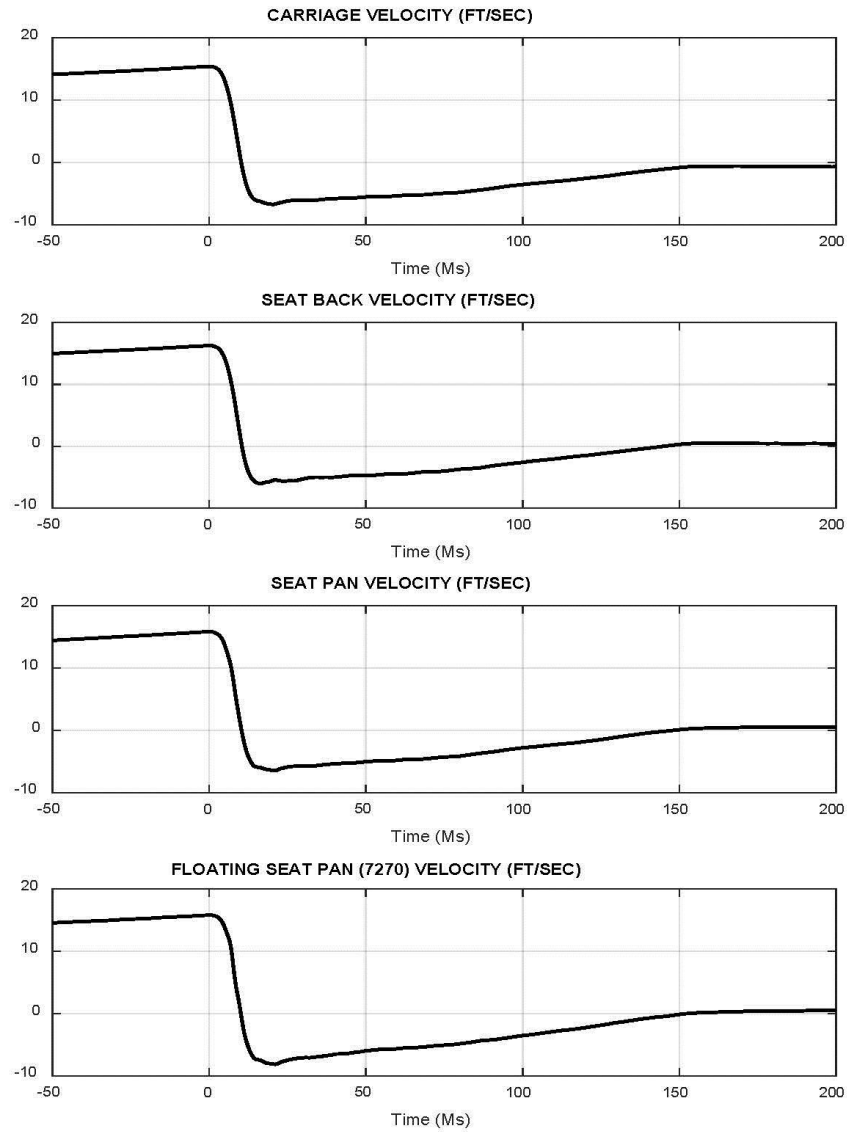 CARRIAGE VELOCITY (FT/SEC)
20
10
0
-10
-50 0 50 100 150 200
Time (Ms)
SEAT BACK VELOCITY (FT/SEC)
20
10
0
-10
-50 0 50 100 150 200
Time (Ms)
SEAT PAN VELOCITY (FT/SEC)
20
10
0
-10
-50 0 50 100 150 200
Time (Ms)
FLOATING SEAT PAN (7270) VELOCITY (FT/SEC)
20
10
0
-10
-50 0 50 100 150 200
Time (Ms)